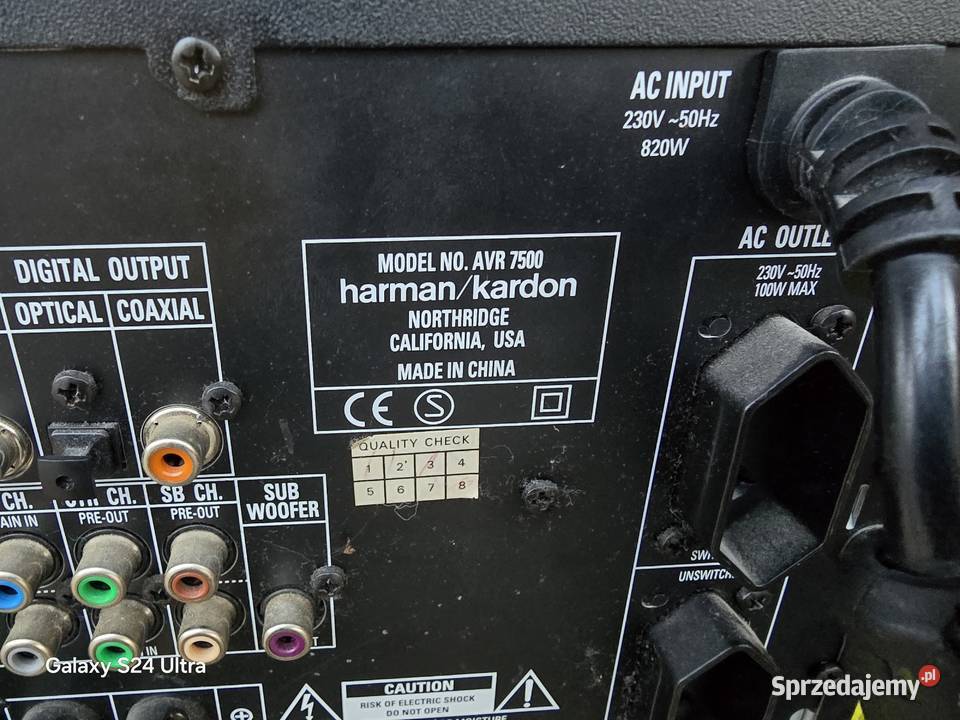 AC INPUT
230V ~50Hz
820W
DIGITAL OUTPUT
OPTICAL
COAXIAL
MODEL NO. AVR 7500
harman/kardon
NORTHRIDGE
CALIFORNIA, USA
MADE IN CHINA
CE S
AC
230V ~50Hz
100W MAX
QUALITY CHECK
1 2 3 4
5 6 7 8
CH.
CH.
SB CH.
SUB
WOOFER
IN
PRE-OUT
PRE-OUT
IN
CAUTION
RISK OF ELECTRIC SHOCK
DO NOT OPEN
Galaxy S24 Ultra
Sprzedajemy.pl